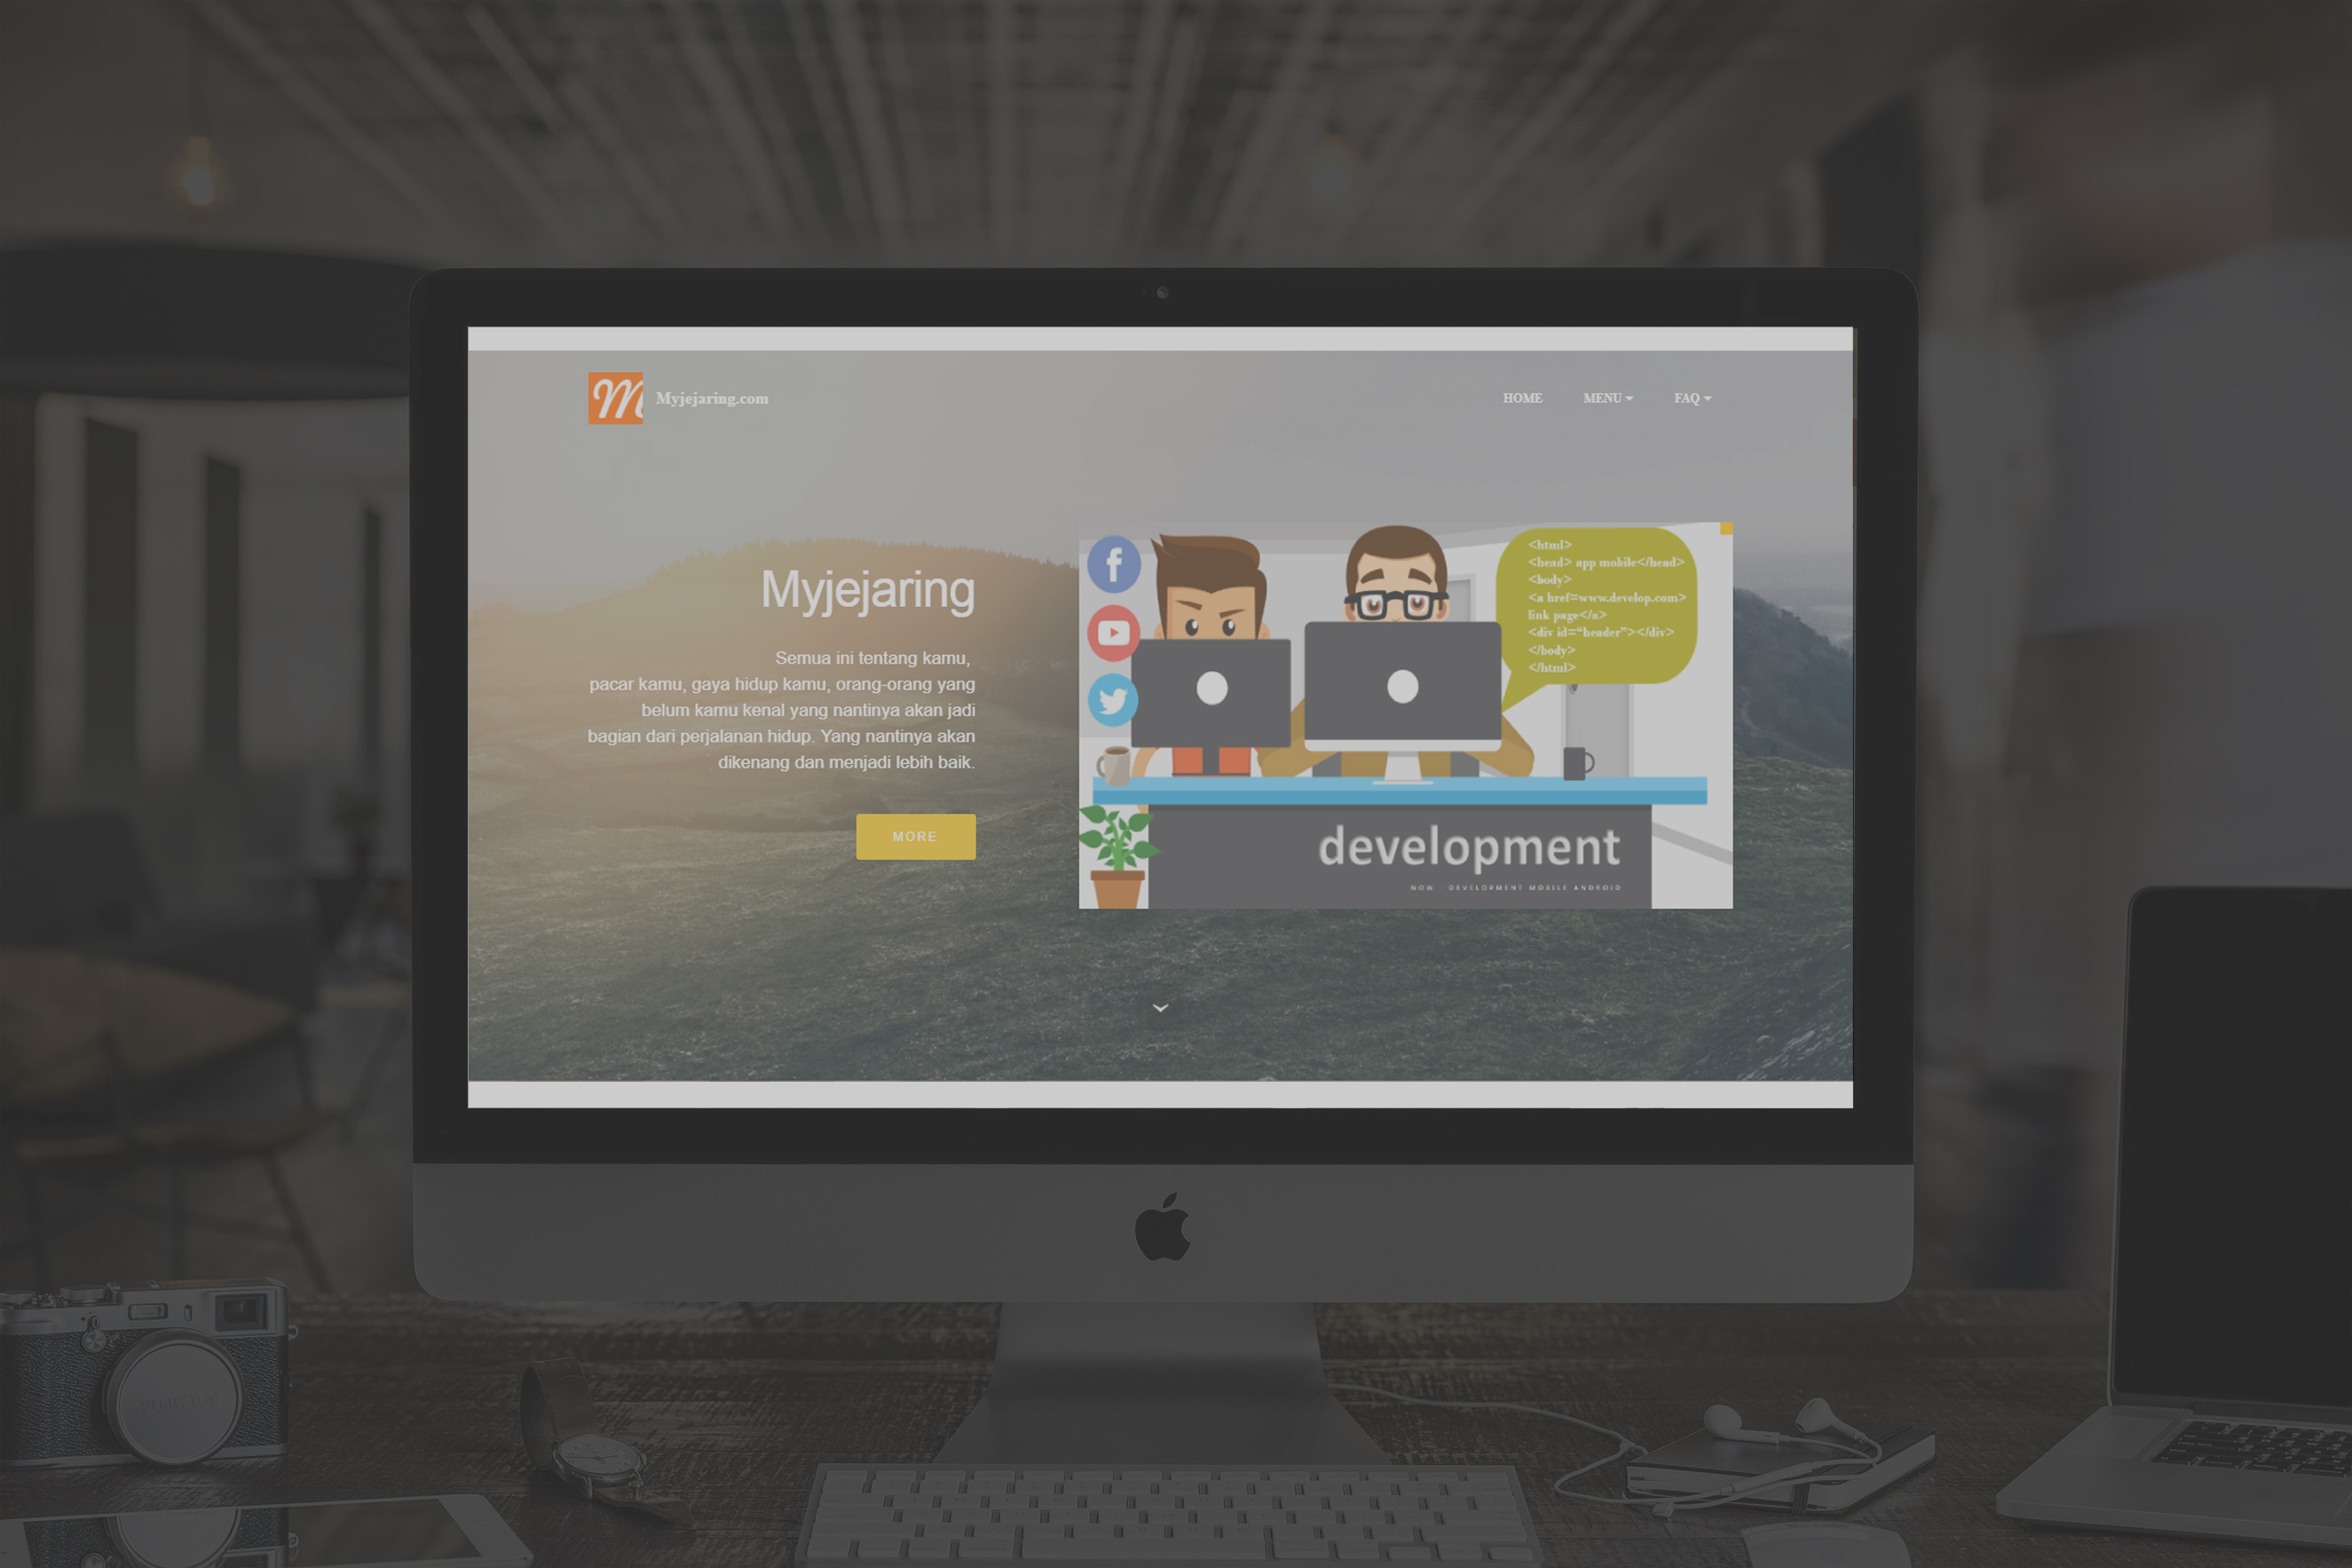 M
Myjejaring.com
HOME
MENU
FAQ
Myjejaring
Semua ini tentang kamu,
pacar kamu, gaya hidup kamu, orang-orang yang
belum kamu kenal yang nantinya akan jadi
bagian dari perjalanan hidup. Yang nantinya akan
dikenang dan menjadi lebih baik.
MORE
<html>
<head> app mobile</head>
<body>
<a href=www.develop.com>
link page</a>
<div id=“header”></div>
</body>
</html>
development
NOW : DEVELOPMENT MOBILE ANDROID
FUJIFILM